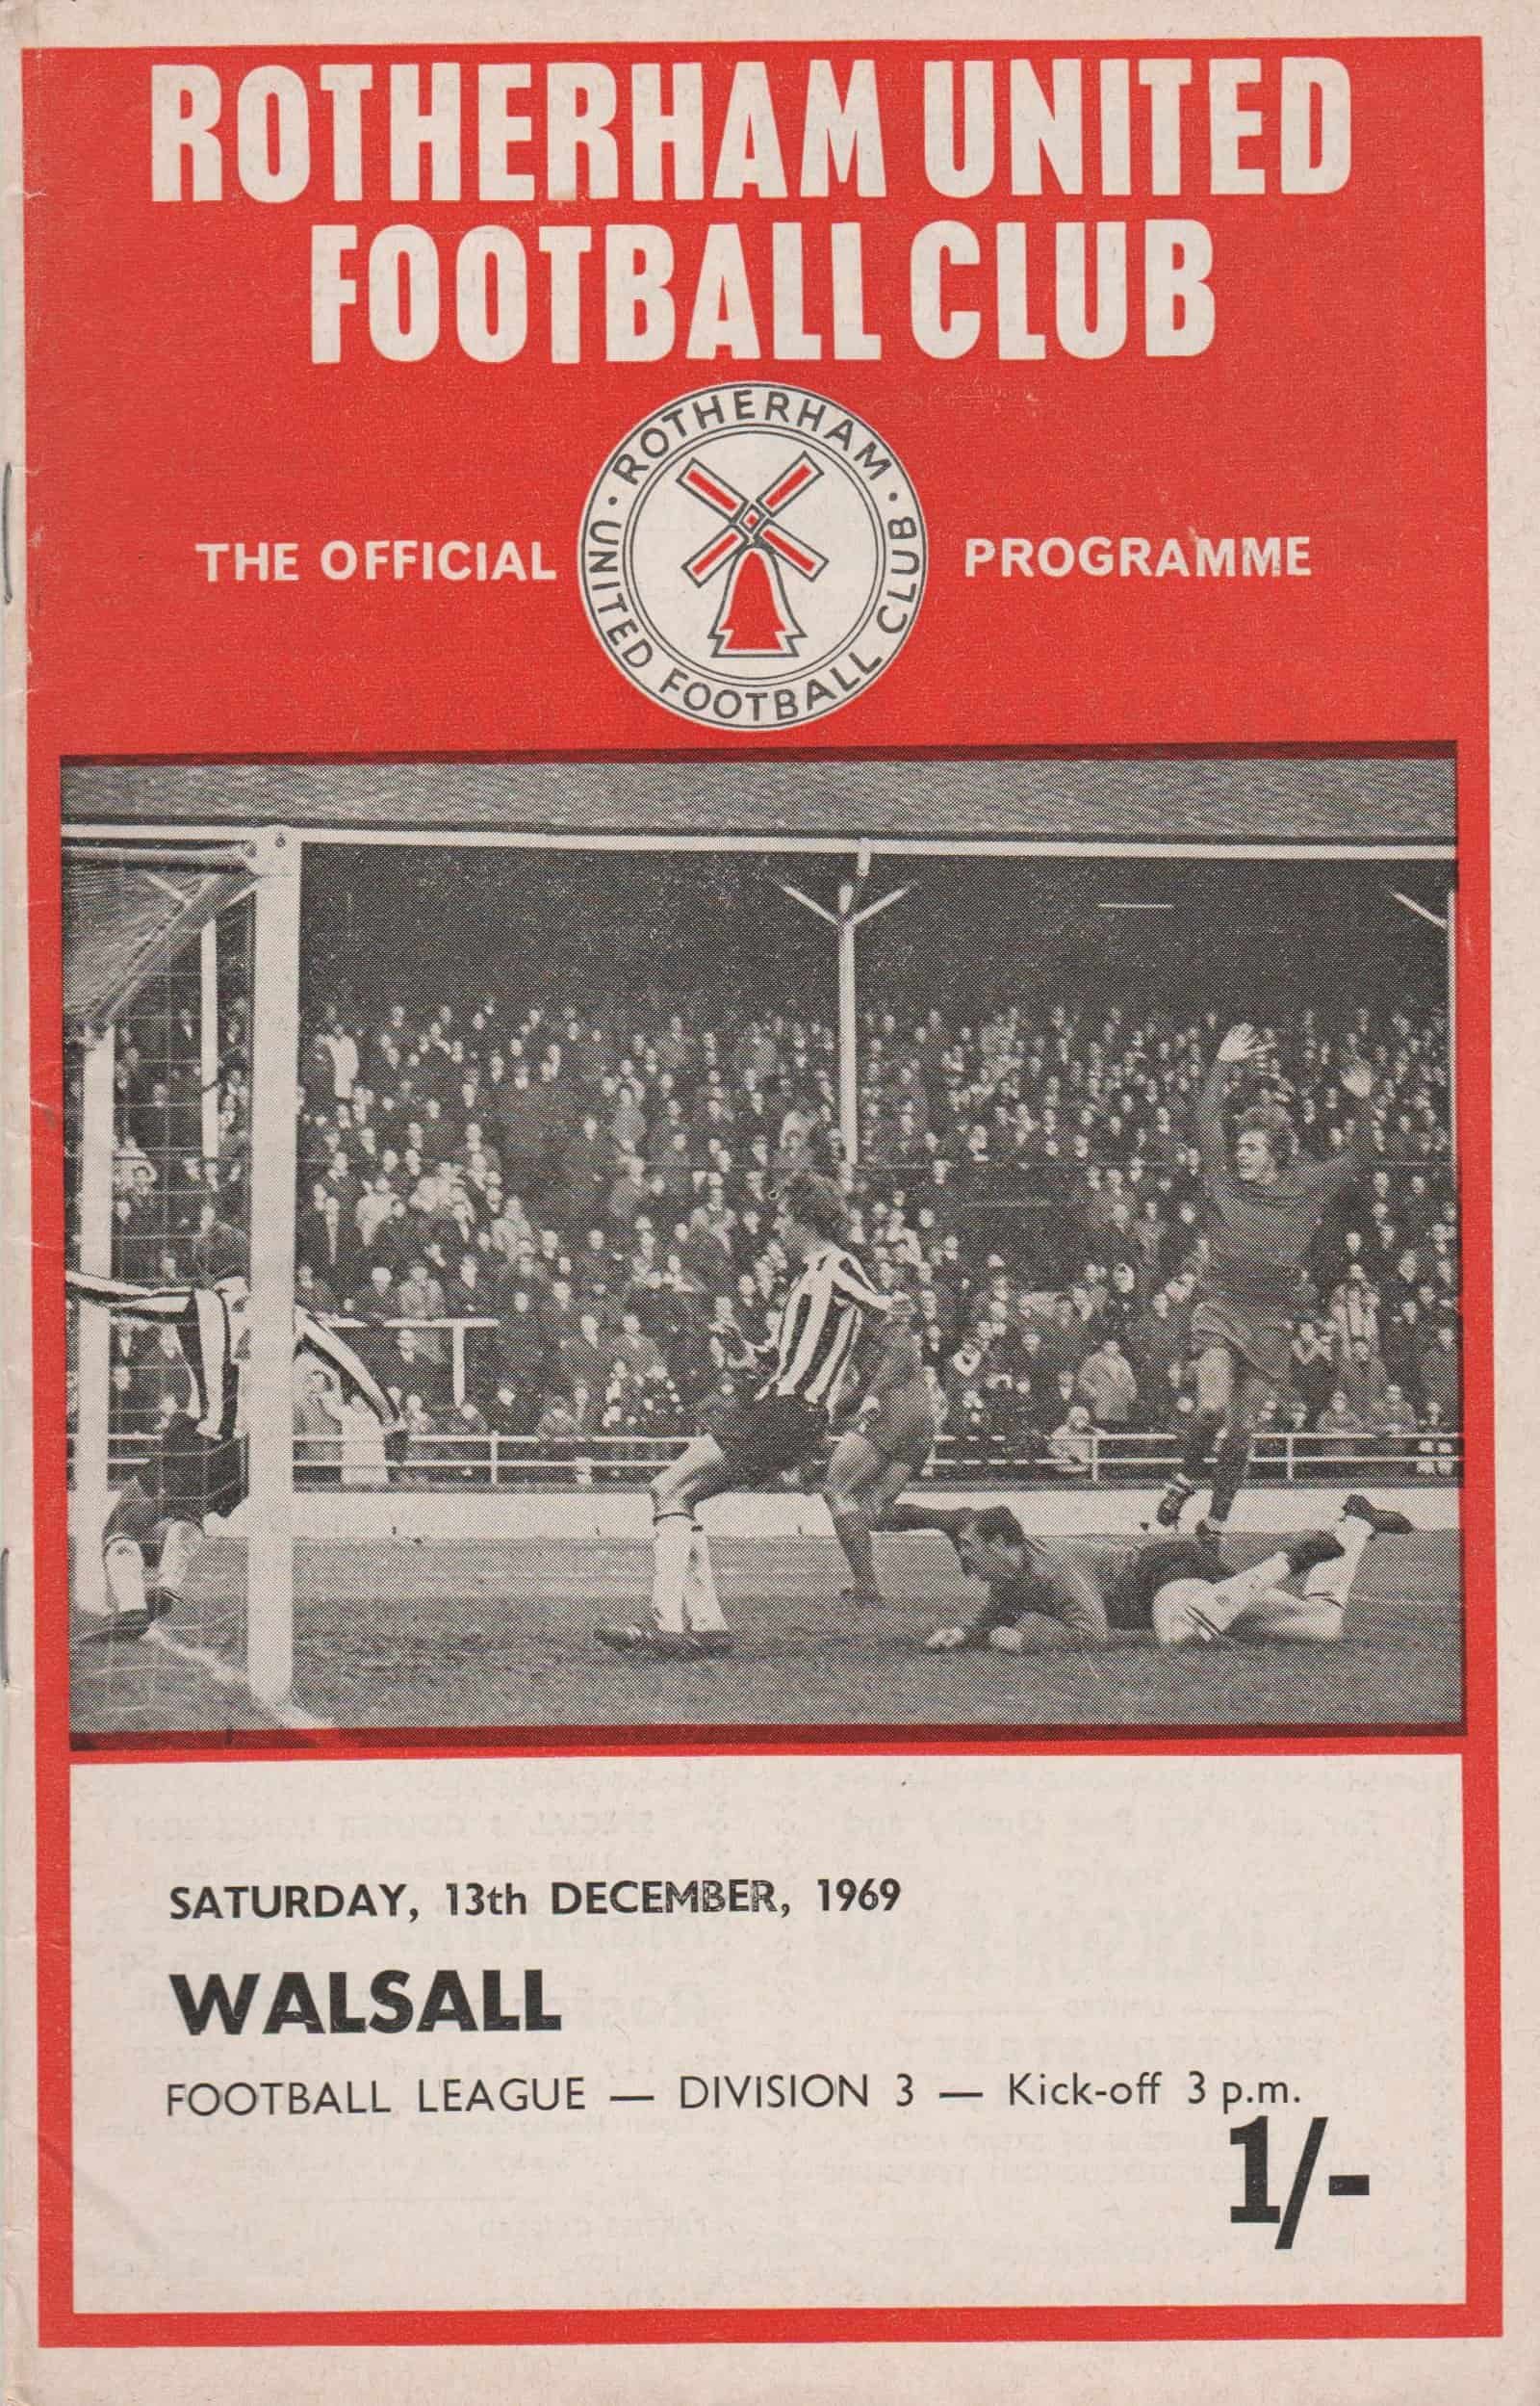 ROTHERHAM UNITED
FOOTBALL CLUB
THE OFFICIAL
· ROTHERHAM ·
UNITED FOOTBALL CLUB
PROGRAMME
SATURDAY, 13th DECEMBER, 1969
WALSALL
FOOTBALL LEAGUE — DIVISION 3 — Kick-off 3 p.m.
1/-